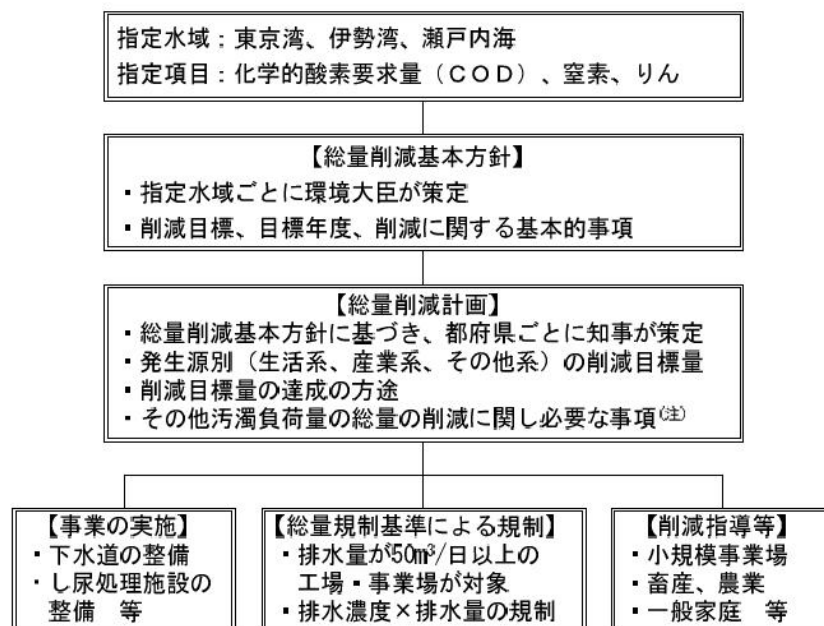 指定水域：東京湾、伊勢湾、瀬戸内海
指定項目：化学的酸素要求量（ＣＯＤ）、窒素、りん
【総量削減基本方針】
・指定水域ごとに環境大臣が策定
・削減目標、目標年度、削減に関する基本的事項
【総量削減計画】
・総量削減基本方針に基づき、都府県ごとに知事が策定
・発生源別（生活系、産業系、その他系）の削減目標量
・削減目標量の達成の方途
・その他汚濁負荷量の総量の削減に関し必要な事項(注)
【事業の実施】
・下水道の整備
・し尿処理施設の
整備　等
【総量規制基準による規制】
・排水量が50m³/日以上の
工場・事業場が対象
・排水濃度×排水量の規制
【削減指導等】
・小規模事業場
・畜産、農業
・一般家庭　等